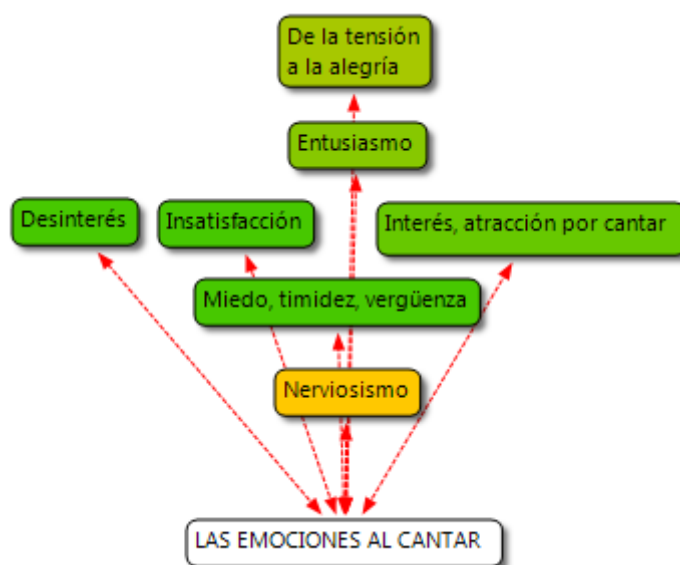 De la tensión
a la alegría
Entusiasmo
Desinterés
Insatisfacción
Interés, atracción por cantar
Miedo, timidez, vergüenza
Nerviosismo
LAS EMOCIONES AL CANTAR